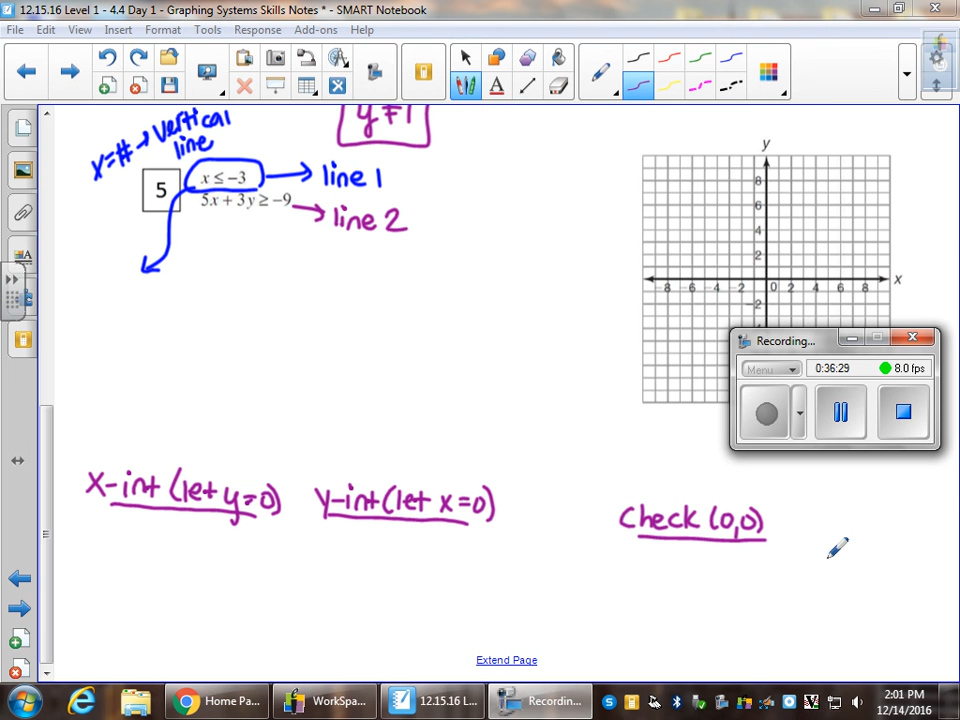 12.15.16 Level 1 - 4.4 Day 1 - Graphing Systems Skills Notes * - SMART Notebook
File Edit View Insert Format Tools Response Add-ons Help
x=# → vertical line
5
x ≤ -3
→ line 1
5x + 3y ≥ -9
→ line 2
y
8
6
4
2
-8 -6 -4 -2 0 2 4 6 8 x
-2
Recording...
Menu
0:36:29
8.0 fps
x-int (let y=0)
y-int (let x=0)
Check (0,0)
Extend Page
Home Pa...
WorkSpa...
12.15.16 L...
Recordin...
2:01 PM
12/14/2016